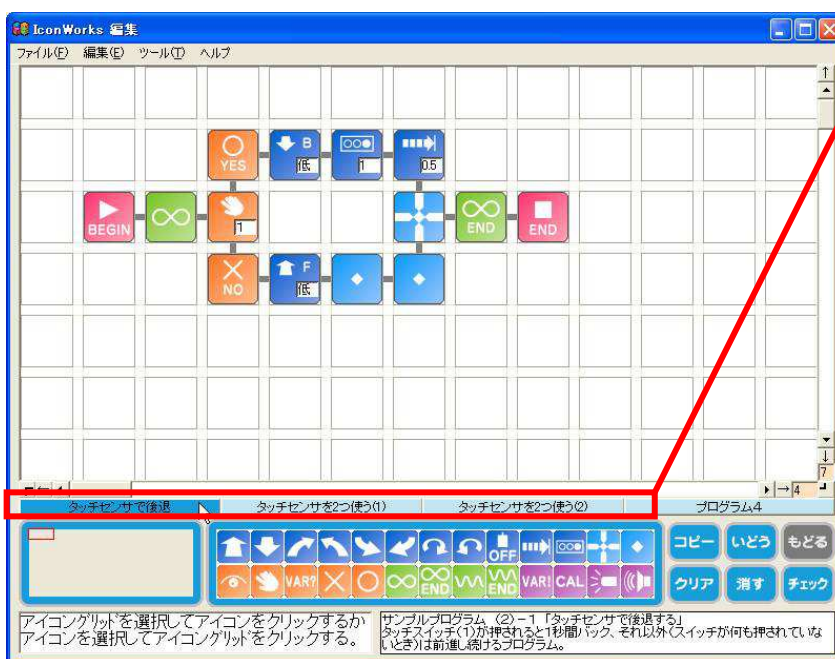 IconWorks 編集
ファイル(F) 編集(E) ツール(T) ヘルプ
YES B 低 1 0.5
BEGIN 1 END END
NO F 低
7
4
タッチセンサで後退 タッチセンサを2つ使う(1) タッチセンサを2つ使う(2) プログラム4
OFF コピー いどう もどる
VAR? END END VAR! CAL クリア 消す チェック
アイコングリッドを選択してアイコンをクリックするか
アイコンを選択してアイコングリッドをクリックする。
サンプルプログラム (2)-1 「タッチセンサで後退する」
タッチスイッチ(1)が押されると1秒間バック、それ以外(スイッチが何も押されていな
いとき)は前進し続けるプログラム。